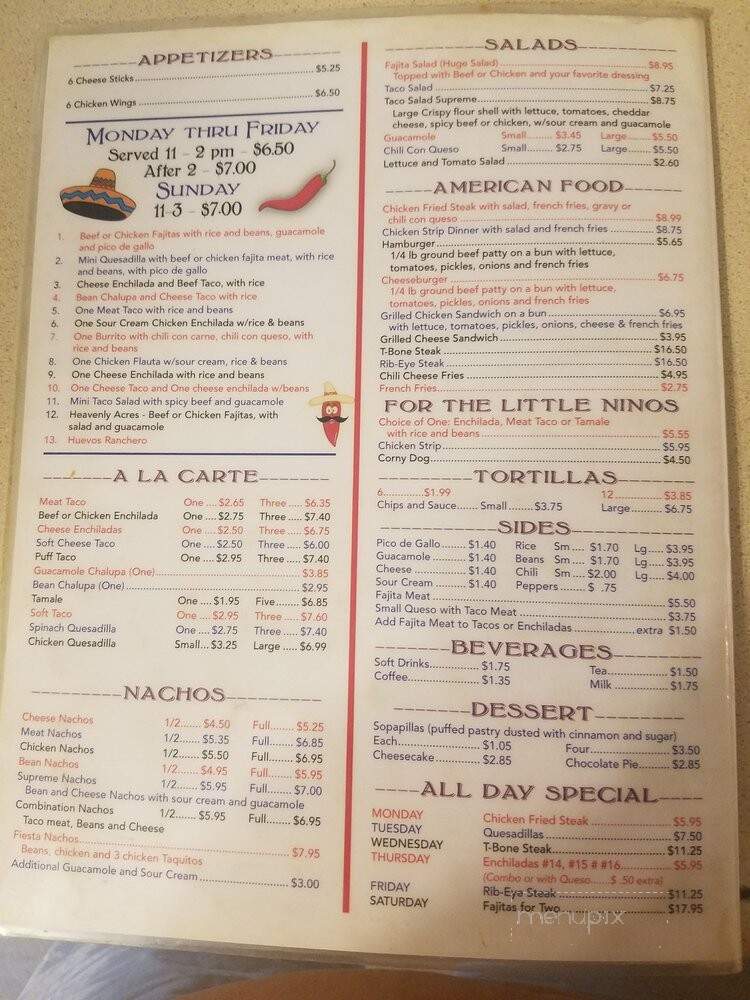 APPETIZERS
6 Cheese Sticks $5.25
6 Chicken Wings $6.50
MONDAY THRU FRIDAY
Served 11 - 2 pm - $6.50
After 2 - $7.00
SUNDAY
11-3 - $7.00
1. Beef or Chicken Fajitas with rice and beans, guacamole
and pico de gallo
2. Mini Quesadilla with beef or chicken fajita meat, with rice
and beans, with pico de gallo
3. Cheese Enchilada and Beef Taco, with rice
4. Bean Chalupa and Cheese Taco with rice
5. One Meat Taco with rice and beans
6. One Sour Cream Chicken Enchilada w/rice & beans
7. One Burrito with chili con carne, chili con queso, with
rice and beans
8. One Chicken Flauta w/sour cream, rice & beans
9. One Cheese Enchilada with rice and beans
10. One Cheese Taco and One cheese enchilada w/beans
11. Mini Taco Salad with spicy beef and guacamole
12. Heavenly Acres - Beef or Chicken Fajitas, with
salad and guacamole
13. Huevos Ranchero
A LA CARTE
Meat Taco One .... $2.65 Three ..... $6.35
Beef or Chicken Enchilada One .... $2.75 Three ..... $7.40
Cheese Enchiladas One .... $2.50 Three ..... $6.75
Soft Cheese Taco One .... $2.50 Three ..... $6.00
Puff Taco One .... $2.95 Three ..... $7.40
Guacamole Chalupa (One) $3.85
Bean Chalupa (One) $2.95
Tamale One .... $1.95 Five....... $6.85
Soft Taco One .... $2.95 Three ..... $7.60
Spinach Quesadilla One .... $2.75 Three ..... $7.40
Chicken Quesadilla Small... $3.25 Large ..... $6.99
NACHOS
Cheese Nachos 1/2....... $4.50 Full........ $5.25
Meat Nachos 1/2....... $5.35 Full........ $6.85
Chicken Nachos 1/2....... $5.50 Full........ $6.95
Bean Nachos 1/2....... $4.95 Full........ $5.95
Supreme Nachos 1/2....... $5.95 Full........ $7.00
Bean and Cheese Nachos with sour cream and guacamole
Combination Nachos 1/2....... $5.95 Full........ $6.95
Taco meat, Beans and Cheese
Fiesta Nachos $7.95
Beans, chicken and 3 chicken Taquitos
Additional Guacamole and Sour Cream $3.00
SALADS
Fajita Salad (Huge Salad) $8.95
Topped with Beef or Chicken and your favorite dressing
Taco Salad $7.25
Taco Salad Supreme $8.75
Large Crispy flour shell with lettuce, tomatoes, cheddar
cheese, spicy beef or chicken, w/sour cream and guacamole
Guacamole Small....... $3.45 Large....... $5.50
Chili Con Queso Small....... $2.75 Large....... $5.50
Lettuce and Tomato Salad $2.60
AMERICAN FOOD
Chicken Fried Steak with salad, french fries, gravy or
chili con queso $8.99
Chicken Strip Dinner with salad and french fries $8.75
Hamburger $5.65
1/4 lb ground beef patty on a bun with lettuce,
tomatoes, pickles, onions and french fries
Cheeseburger $6.75
1/4 lb ground beef patty on a bun with lettuce,
tomatoes, pickles, onions and french fries
Grilled Chicken Sandwich on a bun $6.95
with lettuce, tomatoes, pickles, onions, cheese & french fries
Grilled Cheese Sandwich $3.95
T-Bone Steak $16.50
Rib-Eye Steak $16.50
Chili Cheese Fries $4.95
French Fries $2.75
FOR THE LITTLE NINOS
Choice of One: Enchilada, Meat Taco or Tamale
with rice and beans $5.55
Chicken Strip $5.95
Corny Dog $4.50
TORTILLAS
6 $1.99 12 $3.85
Chips and Sauce....... Small ....... $3.75 Large......... $6.75
SIDES
Pico de Gallo ....... $1.40 Rice Sm .... $1.70 Lg ..... $3.95
Guacamole ......... $1.40 Beans Sm .... $1.70 Lg ..... $3.95
Cheese ............. $1.40 Chili Sm .... $2.00 Lg ..... $4.00
Sour Cream ........ $1.40 Peppers ....... $ .75
Fajita Meat $5.50
Small Queso with Taco Meat $3.75
Add Fajita Meat to Tacos or Enchiladas extra $1.50
BEVERAGES
Soft Drinks $1.75 Tea $1.50
Coffee $1.35 Milk $1.75
DESSERT
Sopapillas (puffed pastry dusted with cinnamon and sugar)
Each $1.05 Four $3.50
Cheesecake $2.85 Chocolate Pie $2.85
ALL DAY SPECIAL
MONDAY Chicken Fried Steak $5.95
TUESDAY Quesadillas $7.50
WEDNESDAY T-Bone Steak $11.25
THURSDAY Enchiladas #14, #15 # #16 $5.95
(Combo or with Queso......$ .50 extra)
FRIDAY Rib-Eye Steak $11.25
SATURDAY Fajitas for Two $17.95
menupix